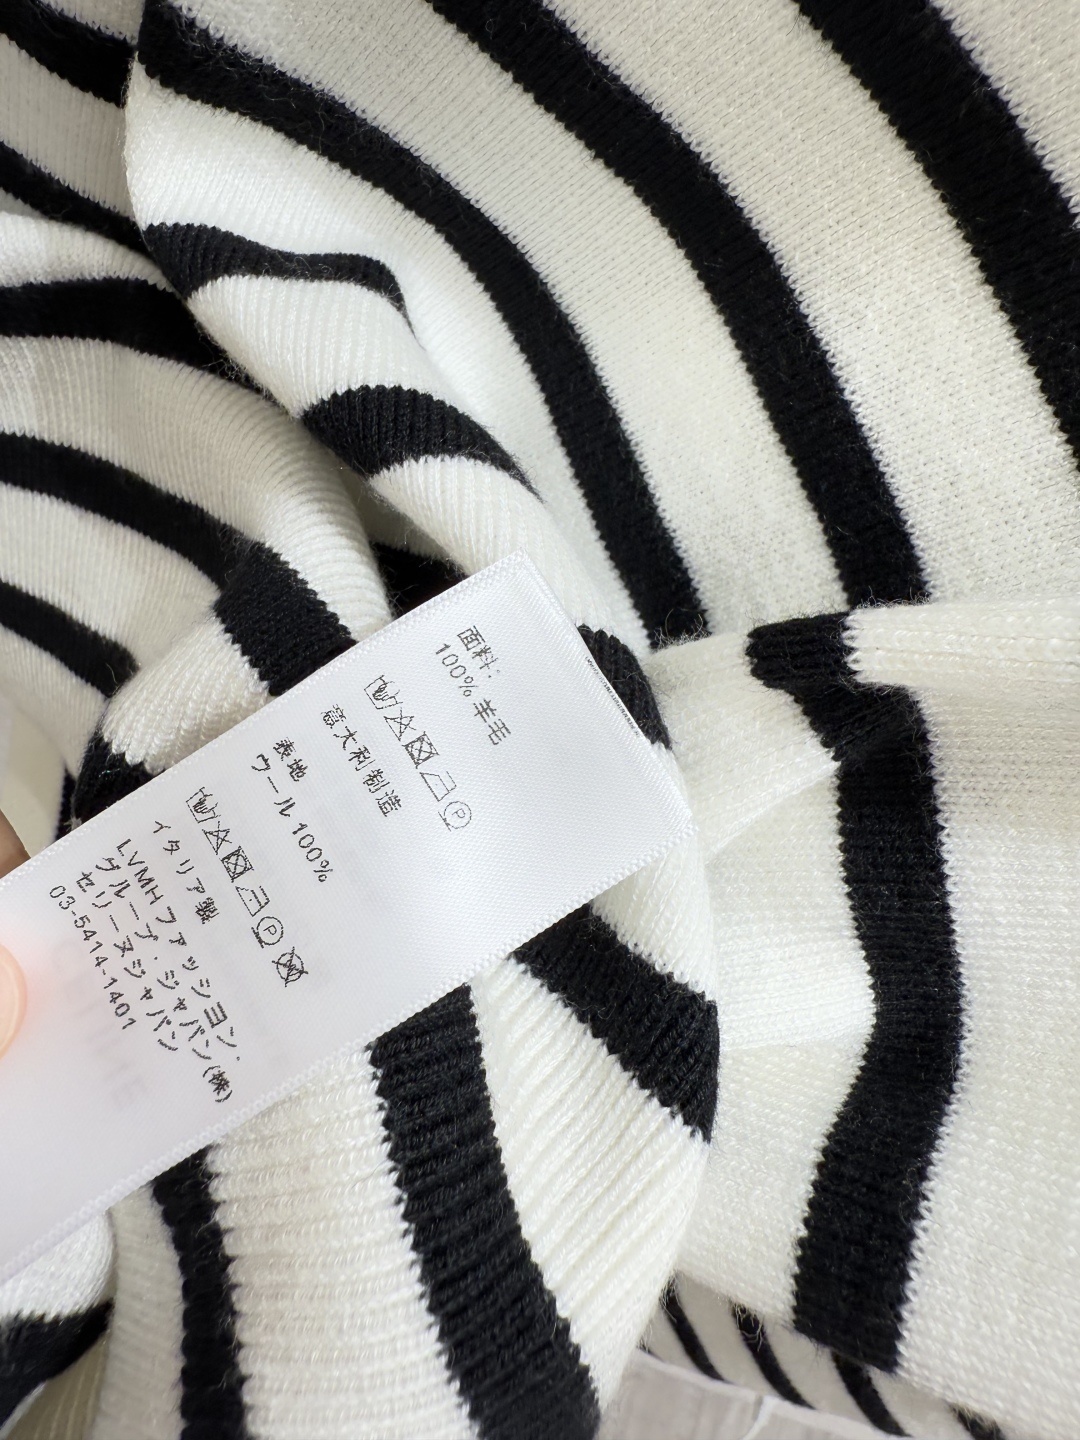 面料:
100% 羊毛
意大利制造
表地
ウール 100%
イタリア製
LVMHファッション・
グループ・ジャパン(株)
セリーヌジャパン
03-5414-1401